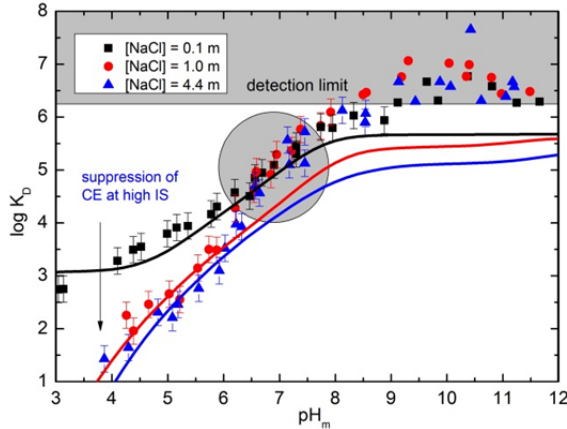 8
7
6
5
4
3
2
1
log K_D
[NaCl] = 0.1 m
[NaCl] = 1.0 m
[NaCl] = 4.4 m
detection limit
suppression of
CE at high IS
3 4 5 6 7 8 9 10 11 12
pH_m